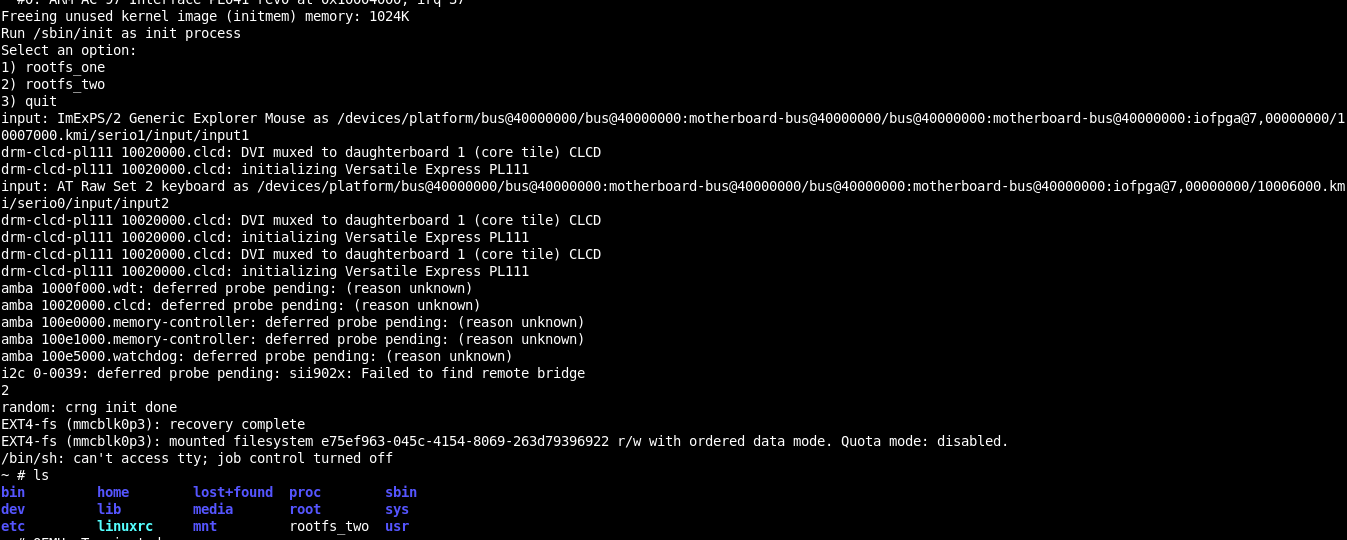 Freeing unused kernel image (initmem) memory: 1024K
Run /sbin/init as init process
Select an option:
1) rootfs_one
2) rootfs_two
3) quit
input: ImExPS/2 Generic Explorer Mouse as /devices/platform/bus@40000000/bus@40000000:motherboard-bus@40000000/bus@40000000:motherboard-bus@40000000:iofpga@7,00000000/1
0007000.kmi/serio1/input/input1
drm-clcd-pl111 10020000.clcd: DVI muxed to daughterboard 1 (core tile) CLCD
drm-clcd-pl111 10020000.clcd: initializing Versatile Express PL111
input: AT Raw Set 2 keyboard as /devices/platform/bus@40000000/bus@40000000:motherboard-bus@40000000/bus@40000000:motherboard-bus@40000000:iofpga@7,00000000/10006000.km
i/serio0/input/input2
drm-clcd-pl111 10020000.clcd: DVI muxed to daughterboard 1 (core tile) CLCD
drm-clcd-pl111 10020000.clcd: initializing Versatile Express PL111
drm-clcd-pl111 10020000.clcd: DVI muxed to daughterboard 1 (core tile) CLCD
drm-clcd-pl111 10020000.clcd: initializing Versatile Express PL111
amba 1000f000.wdt: deferred probe pending: (reason unknown)
amba 10020000.clcd: deferred probe pending: (reason unknown)
amba 100e0000.memory-controller: deferred probe pending: (reason unknown)
amba 100e1000.memory-controller: deferred probe pending: (reason unknown)
amba 100e5000.watchdog: deferred probe pending: (reason unknown)
i2c 0-0039: deferred probe pending: sii902x: Failed to find remote bridge
2
random: crng init done
EXT4-fs (mmcblk0p3): recovery complete
EXT4-fs (mmcblk0p3): mounted filesystem e75ef963-045c-4154-8069-263d79396922 r/w with ordered data mode. Quota mode: disabled.
/bin/sh: can't access tty; job control turned off
~ # ls
bin home lost+found proc sbin
dev lib media root sys
etc linuxrc mnt rootfs_two usr